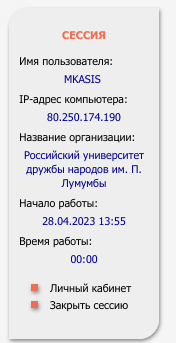 СЕССИЯ
Имя пользователя:
MKASIS
IP-адрес компьютера:
80.250.174.190
Название организации:
Российский университет
дружбы народов им. П.
Лумумбы
Начало работы:
28.04.2023 13:55
Время работы:
00:00
Личный кабинет
Закрыть сессию